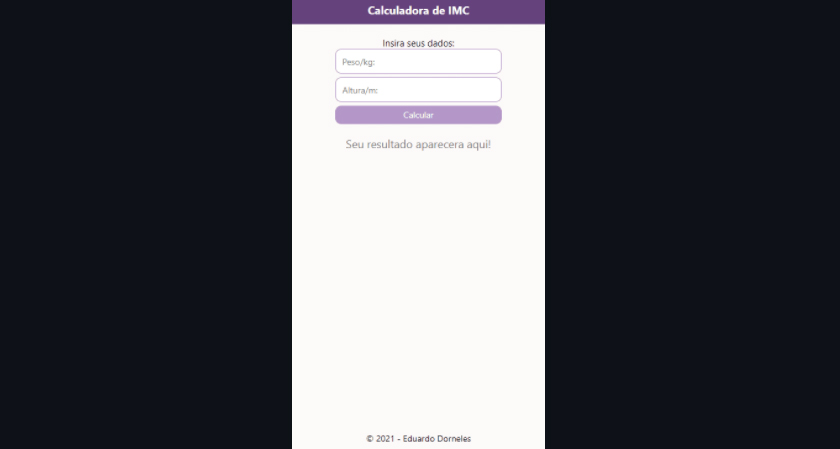 Calculadora de IMC
Insira seus dados:
Peso/kg:
Altura/m:
Calcular
Seu resultado aparecera aqui!
© 2021 - Eduardo Dorneles